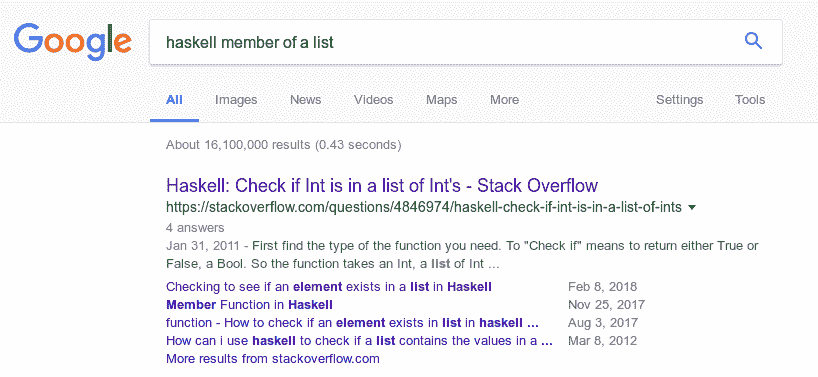 Google
haskell member of a list
All Images News Videos Maps More Settings Tools
About 16,100,000 results (0.43 seconds)
Haskell: Check if Int is in a list of Int's - Stack Overflow
https://stackoverflow.com/questions/4846974/haskell-check-if-int-is-in-a-list-of-ints
4 answers
Jan 31, 2011 - First find the type of the function you need. To "Check if" means to return either True or
False, a Bool. So the function takes an Int, a list of Int ...
Checking to see if an element exists in a list in Haskell Feb 8, 2018
Member Function in Haskell Nov 25, 2017
function - How to check if an element exists in list in haskell ... Aug 3, 2017
How can i use haskell to check if a list contains the values in a ... Mar 8, 2012
More results from stackoverflow.com